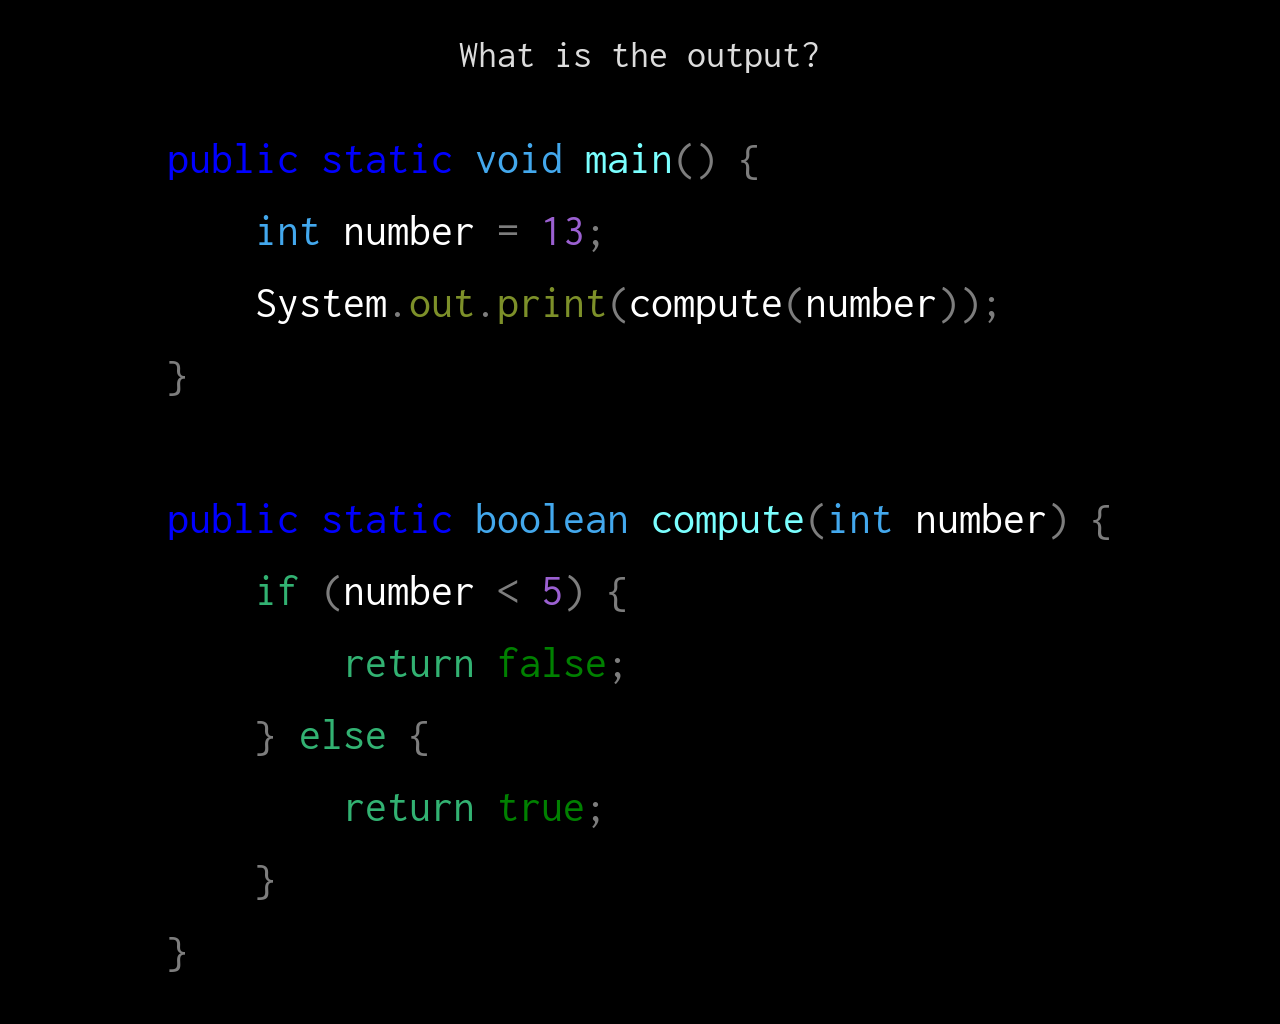 What is the output?
public static void main() {
    int number = 13;
    System.out.print(compute(number));
}
public static boolean compute(int number) {
    if (number < 5) {
        return false;
    } else {
        return true;
    }
}